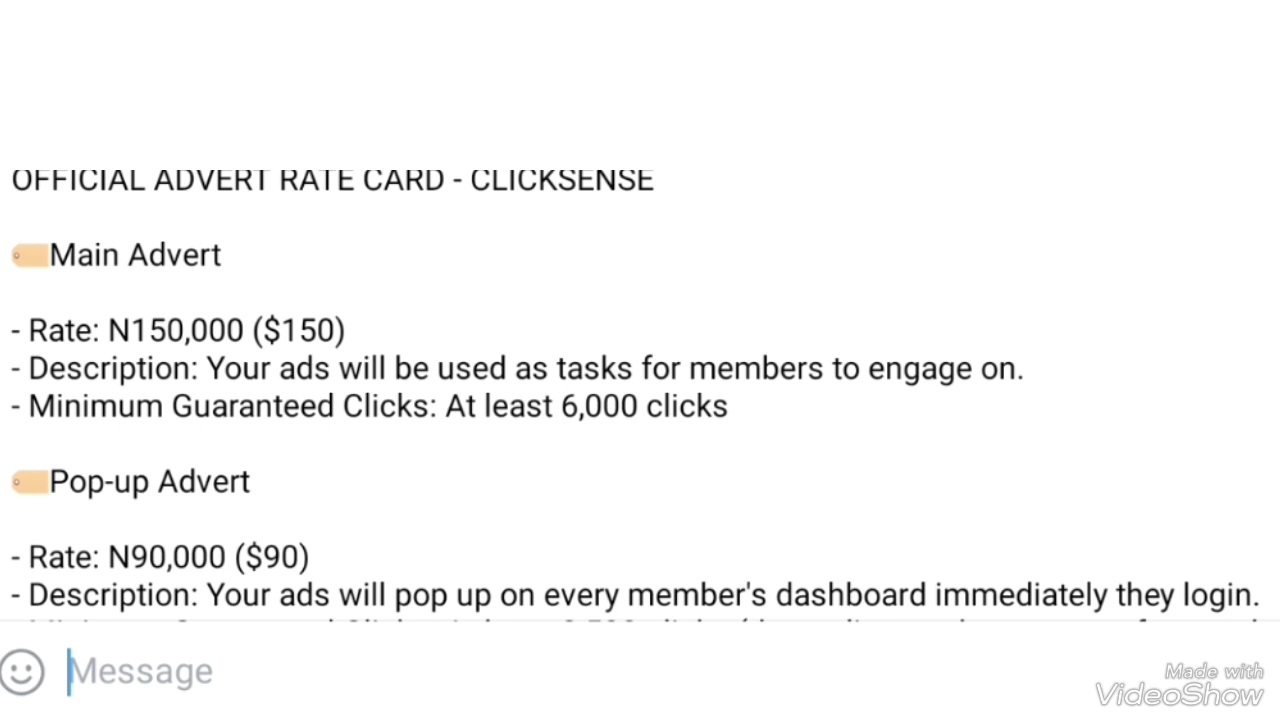 OFFICIAL ADVERT RATE CARD - CLICKSENSE
Main Advert
- Rate: N150,000 ($150)
- Description: Your ads will be used as tasks for members to engage on.
- Minimum Guaranteed Clicks: At least 6,000 clicks
Pop-up Advert
- Rate: N90,000 ($90)
- Description: Your ads will pop up on every member's dashboard immediately they login.
Message
Made with
VideoShow